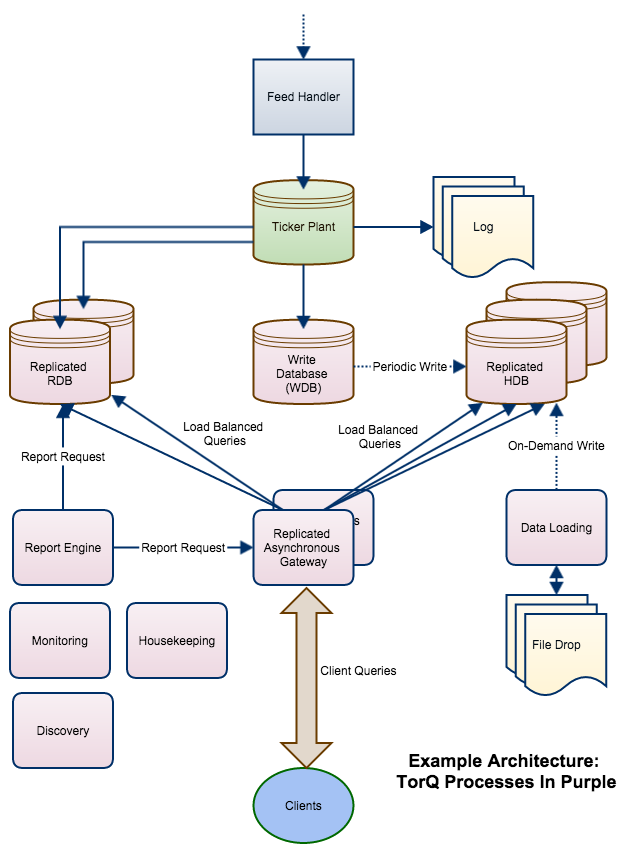 Feed Handler
Ticker Plant
Log
Replicated
RDB
Write
Database
(WDB)
Periodic Write
Replicated
HDB
Load Balanced
Queries
Load Balanced
Queries
On-Demand Write
Report Request
Report Engine
Report Request
Replicated
Asynchronous
Gateway
s
Data Loading
Monitoring
Housekeeping
File Drop
Client Queries
Discovery
Example Architecture:
TorQ Processes In Purple
Clients